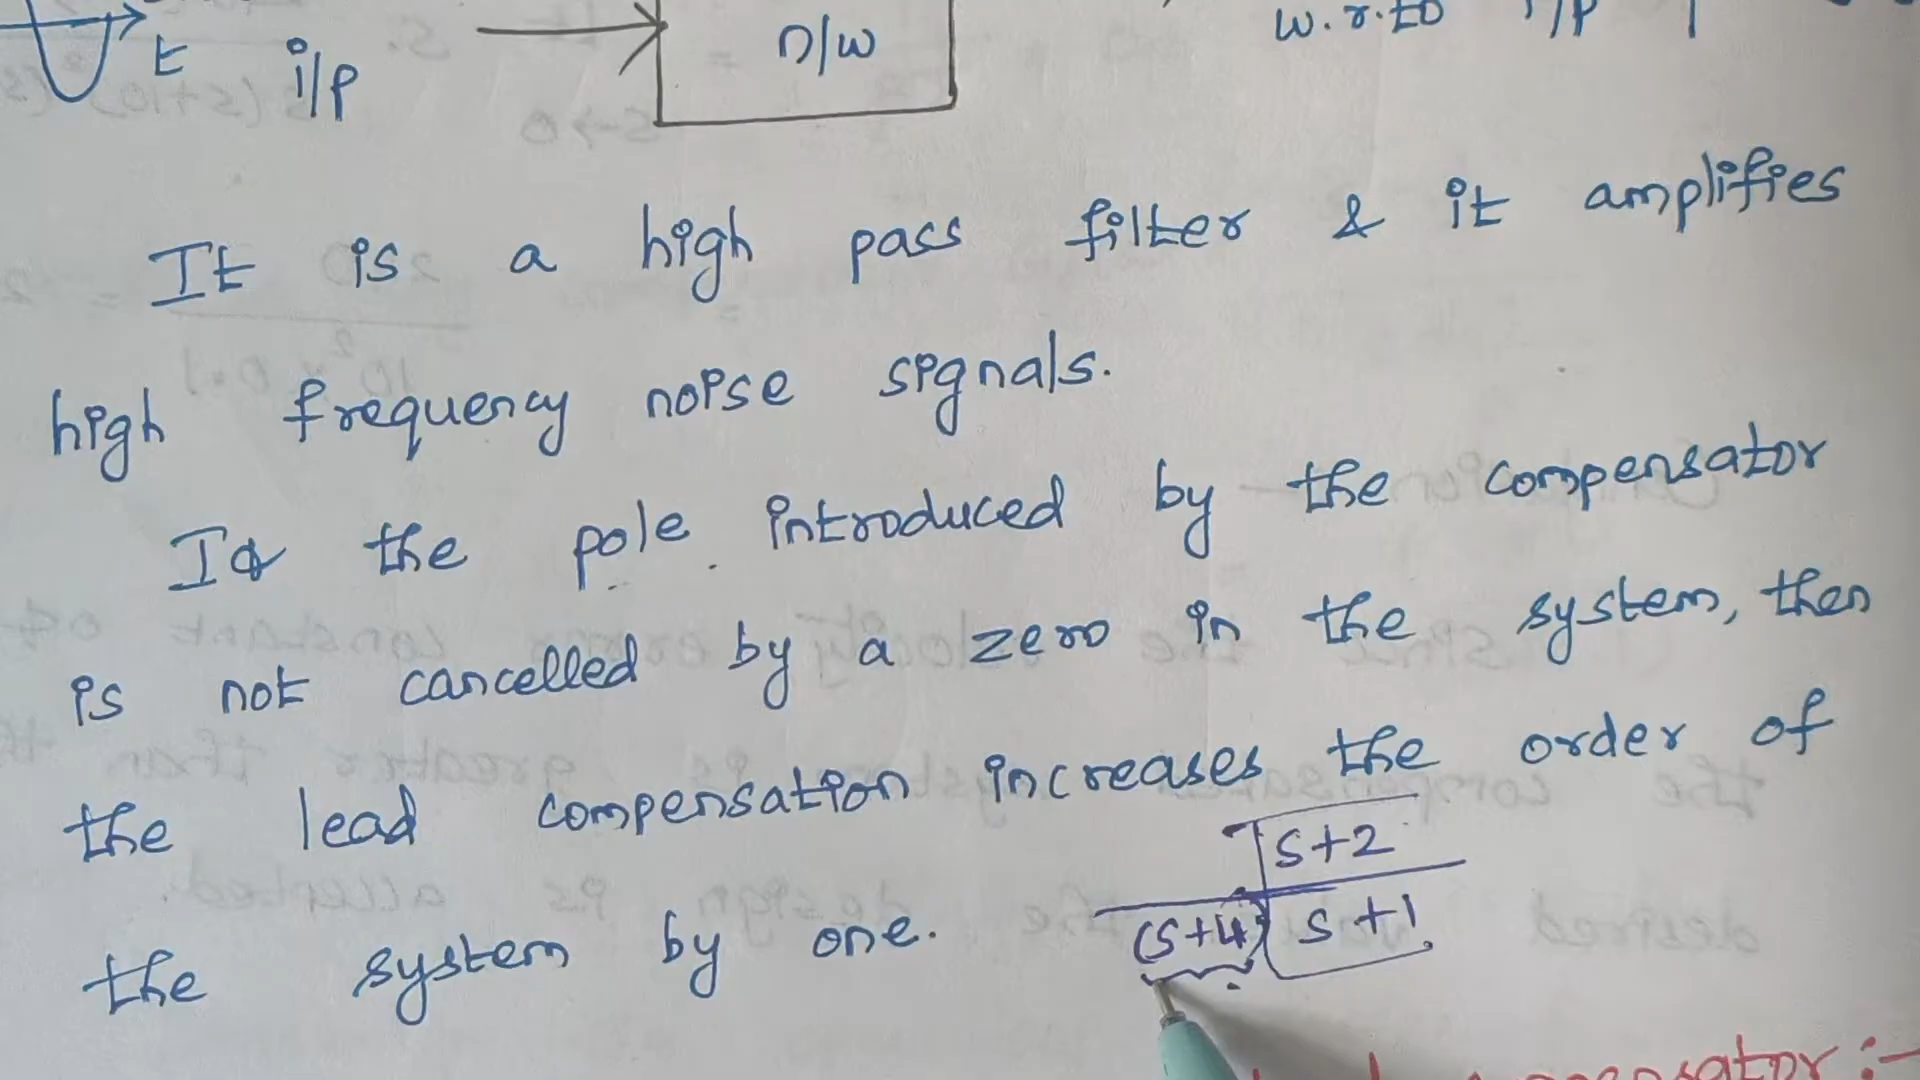 t i/p n/w w.r.to i/p
It is a high pass filter & it amplifies
high frequency noise signals.
If the pole introduced by the compensator
is not cancelled by a zero in the system, then
the lead compensation increases the order of
the system by one.
s+2
(s+4) s+1